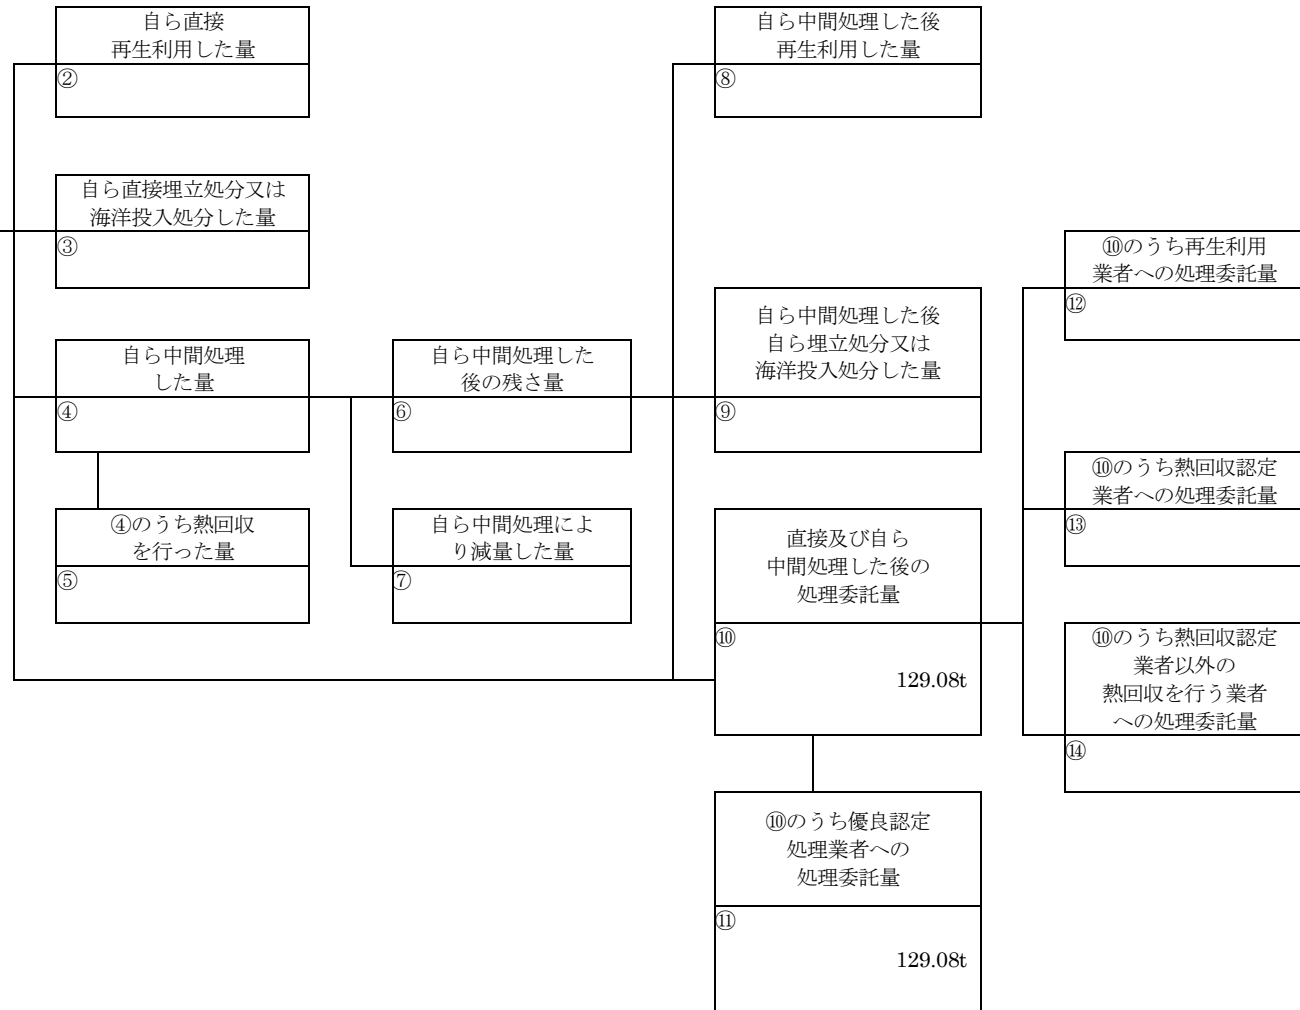 自ら直接
再生利用した量
②
自ら直接埋立処分又は
海洋投入処分した量
③
自ら中間処理
した量
④
④のうち熱回収
を行った量
⑤
自ら中間処理した
後の残さ量
⑥
自ら中間処理によ
り減量した量
⑦
自ら中間処理した後
再生利用した量
⑧
自ら中間処理した後
自ら埋立処分又は
海洋投入処分した量
⑨
直接及び自ら
中間処理した後の
処理委託量
⑩
129.08t
⑩のうち優良認定
処理業者への
処理委託量
⑪
129.08t
⑩のうち再生利用
業者への処理委託量
⑫
⑩のうち熱回収認定
業者への処理委託量
⑬
⑩のうち熱回収認定
業者以外の
熱回収を行う業者
への処理委託量
⑭